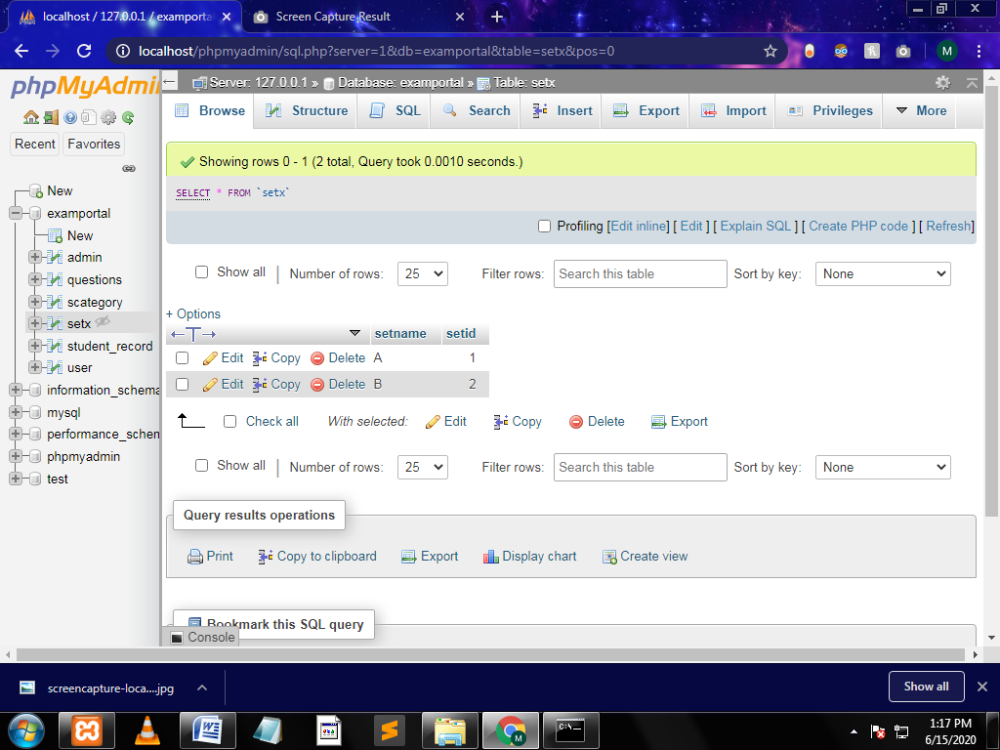 localhost / 127.0.0.1 / examporta
Screen Capture Result
localhost/phpmyadmin/sql.php?server=1&db=examportal&table=setx&pos=0
M
phpMyAdmi
Server: 127.0.0.1 » Database: examportal » Table: setx
Browse Structure SQL Search Insert Export Import Privileges More
Recent Favorites
New
examportal
New
admin
questions
scategory
setx
student_record
user
information_schema
mysql
performance_schem
phpmyadmin
test
Showing rows 0 - 1 (2 total, Query took 0.0010 seconds.)
SELECT * FROM `setx`
Profiling [Edit inline] [ Edit ] [ Explain SQL ] [ Create PHP code ] [ Refresh]
Show all Number of rows: 25 Filter rows: Search this table Sort by key: None
+ Options
←T→ setname setid
Edit Copy Delete A 1
Edit Copy Delete B 2
Check all With selected: Edit Copy Delete Export
Show all Number of rows: 25 Filter rows: Search this table Sort by key: None
Query results operations
Print Copy to clipboard Export Display chart Create view
Bookmark this SQL query
Console
screencapture-loca....jpg
Show all
1:17 PM
6/15/2020